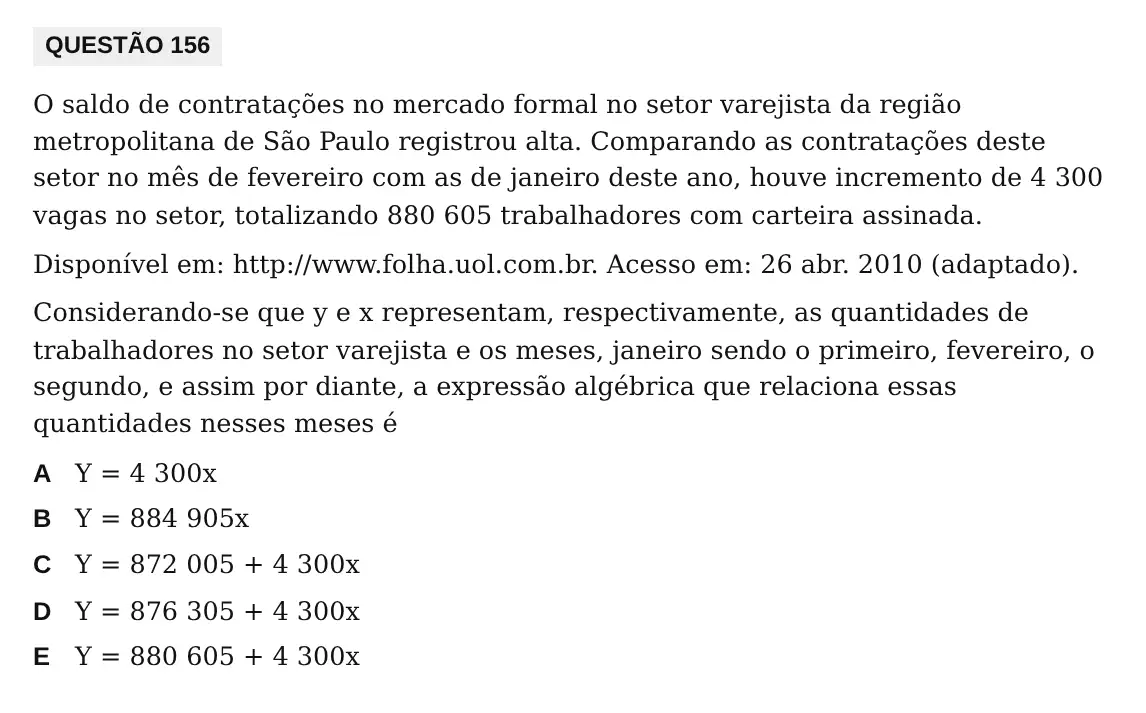 QUESTÃO 156
O saldo de contratações no mercado formal no setor varejista da região
metropolitana de São Paulo registrou alta. Comparando as contratações deste
setor no mês de fevereiro com as de janeiro deste ano, houve incremento de 4 300
vagas no setor, totalizando 880 605 trabalhadores com carteira assinada.
Disponível em: http://www.folha.uol.com.br. Acesso em: 26 abr. 2010 (adaptado).
Considerando-se que y e x representam, respectivamente, as quantidades de
trabalhadores no setor varejista e os meses, janeiro sendo o primeiro, fevereiro, o
segundo, e assim por diante, a expressão algébrica que relaciona essas
quantidades nesses meses é
A Y = 4 300x
B Y = 884 905x
C Y = 872 005 + 4 300x
D Y = 876 305 + 4 300x
E Y = 880 605 + 4 300x